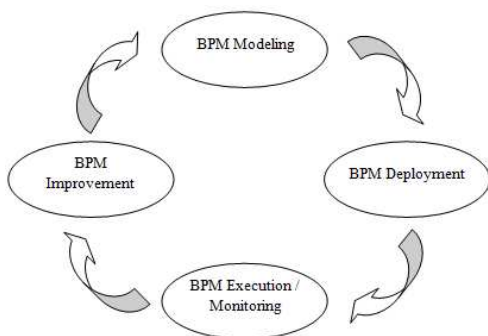 BPM Modeling
BPM
Improvement
BPM Deployment
BPM Execution /
Monitoring